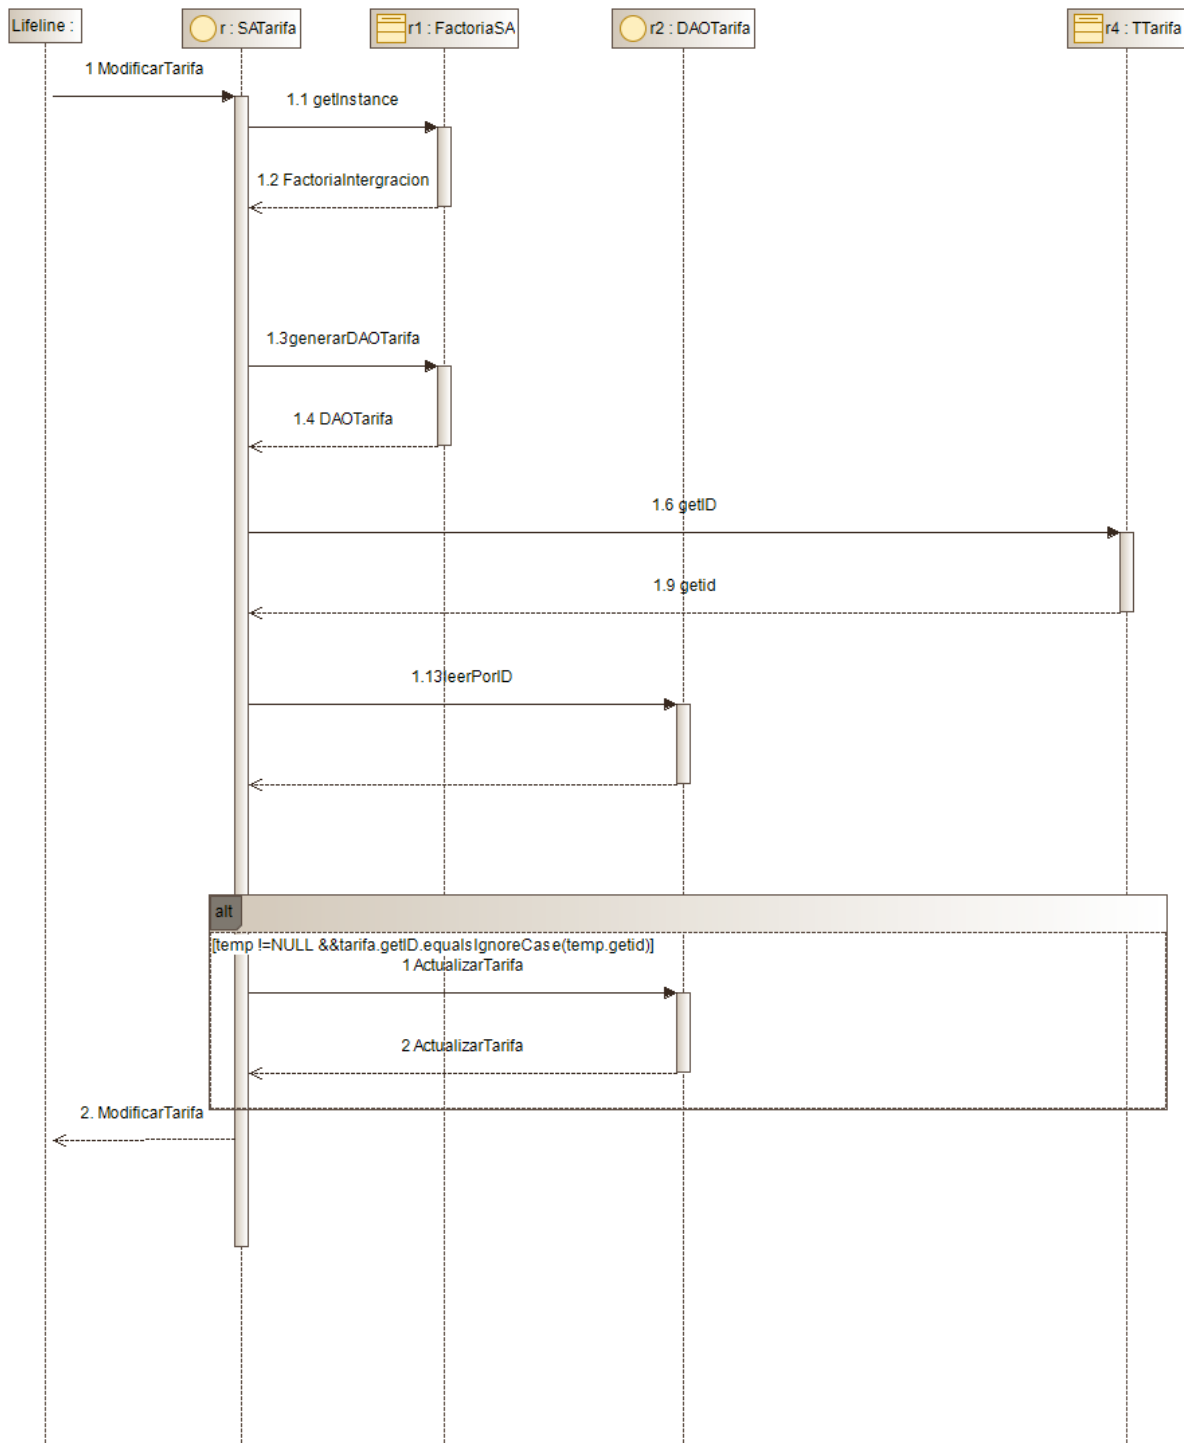 Lifeline :
r : SATarifa
r1 : FactoriaSA
r2 : DAOTarifa
r4 : TTarifa
1 ModificarTarifa
1.1 getInstance
1.2 FactoriaIntergracion
1.3generarDAOTarifa
1.4 DAOTarifa
1.6 getID
1.9 getid
1.13leerPorID
alt
[temp !=NULL &&tarifa.getID.equalsIgnoreCase(temp.getid)]
1 ActualizarTarifa
2 ActualizarTarifa
2. ModificarTarifa